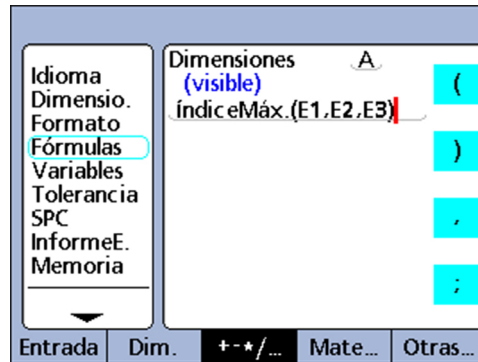 Idioma
Dimensio.
Formato
Fórmulas
Variables
Tolerancia
SPC
InformeE.
Memoria
Dimensiones A
(visible)
índiceMáx.(E1,E2,E3)
(
)
,
;
Entrada Dim. +-*/... Mate... Otras...